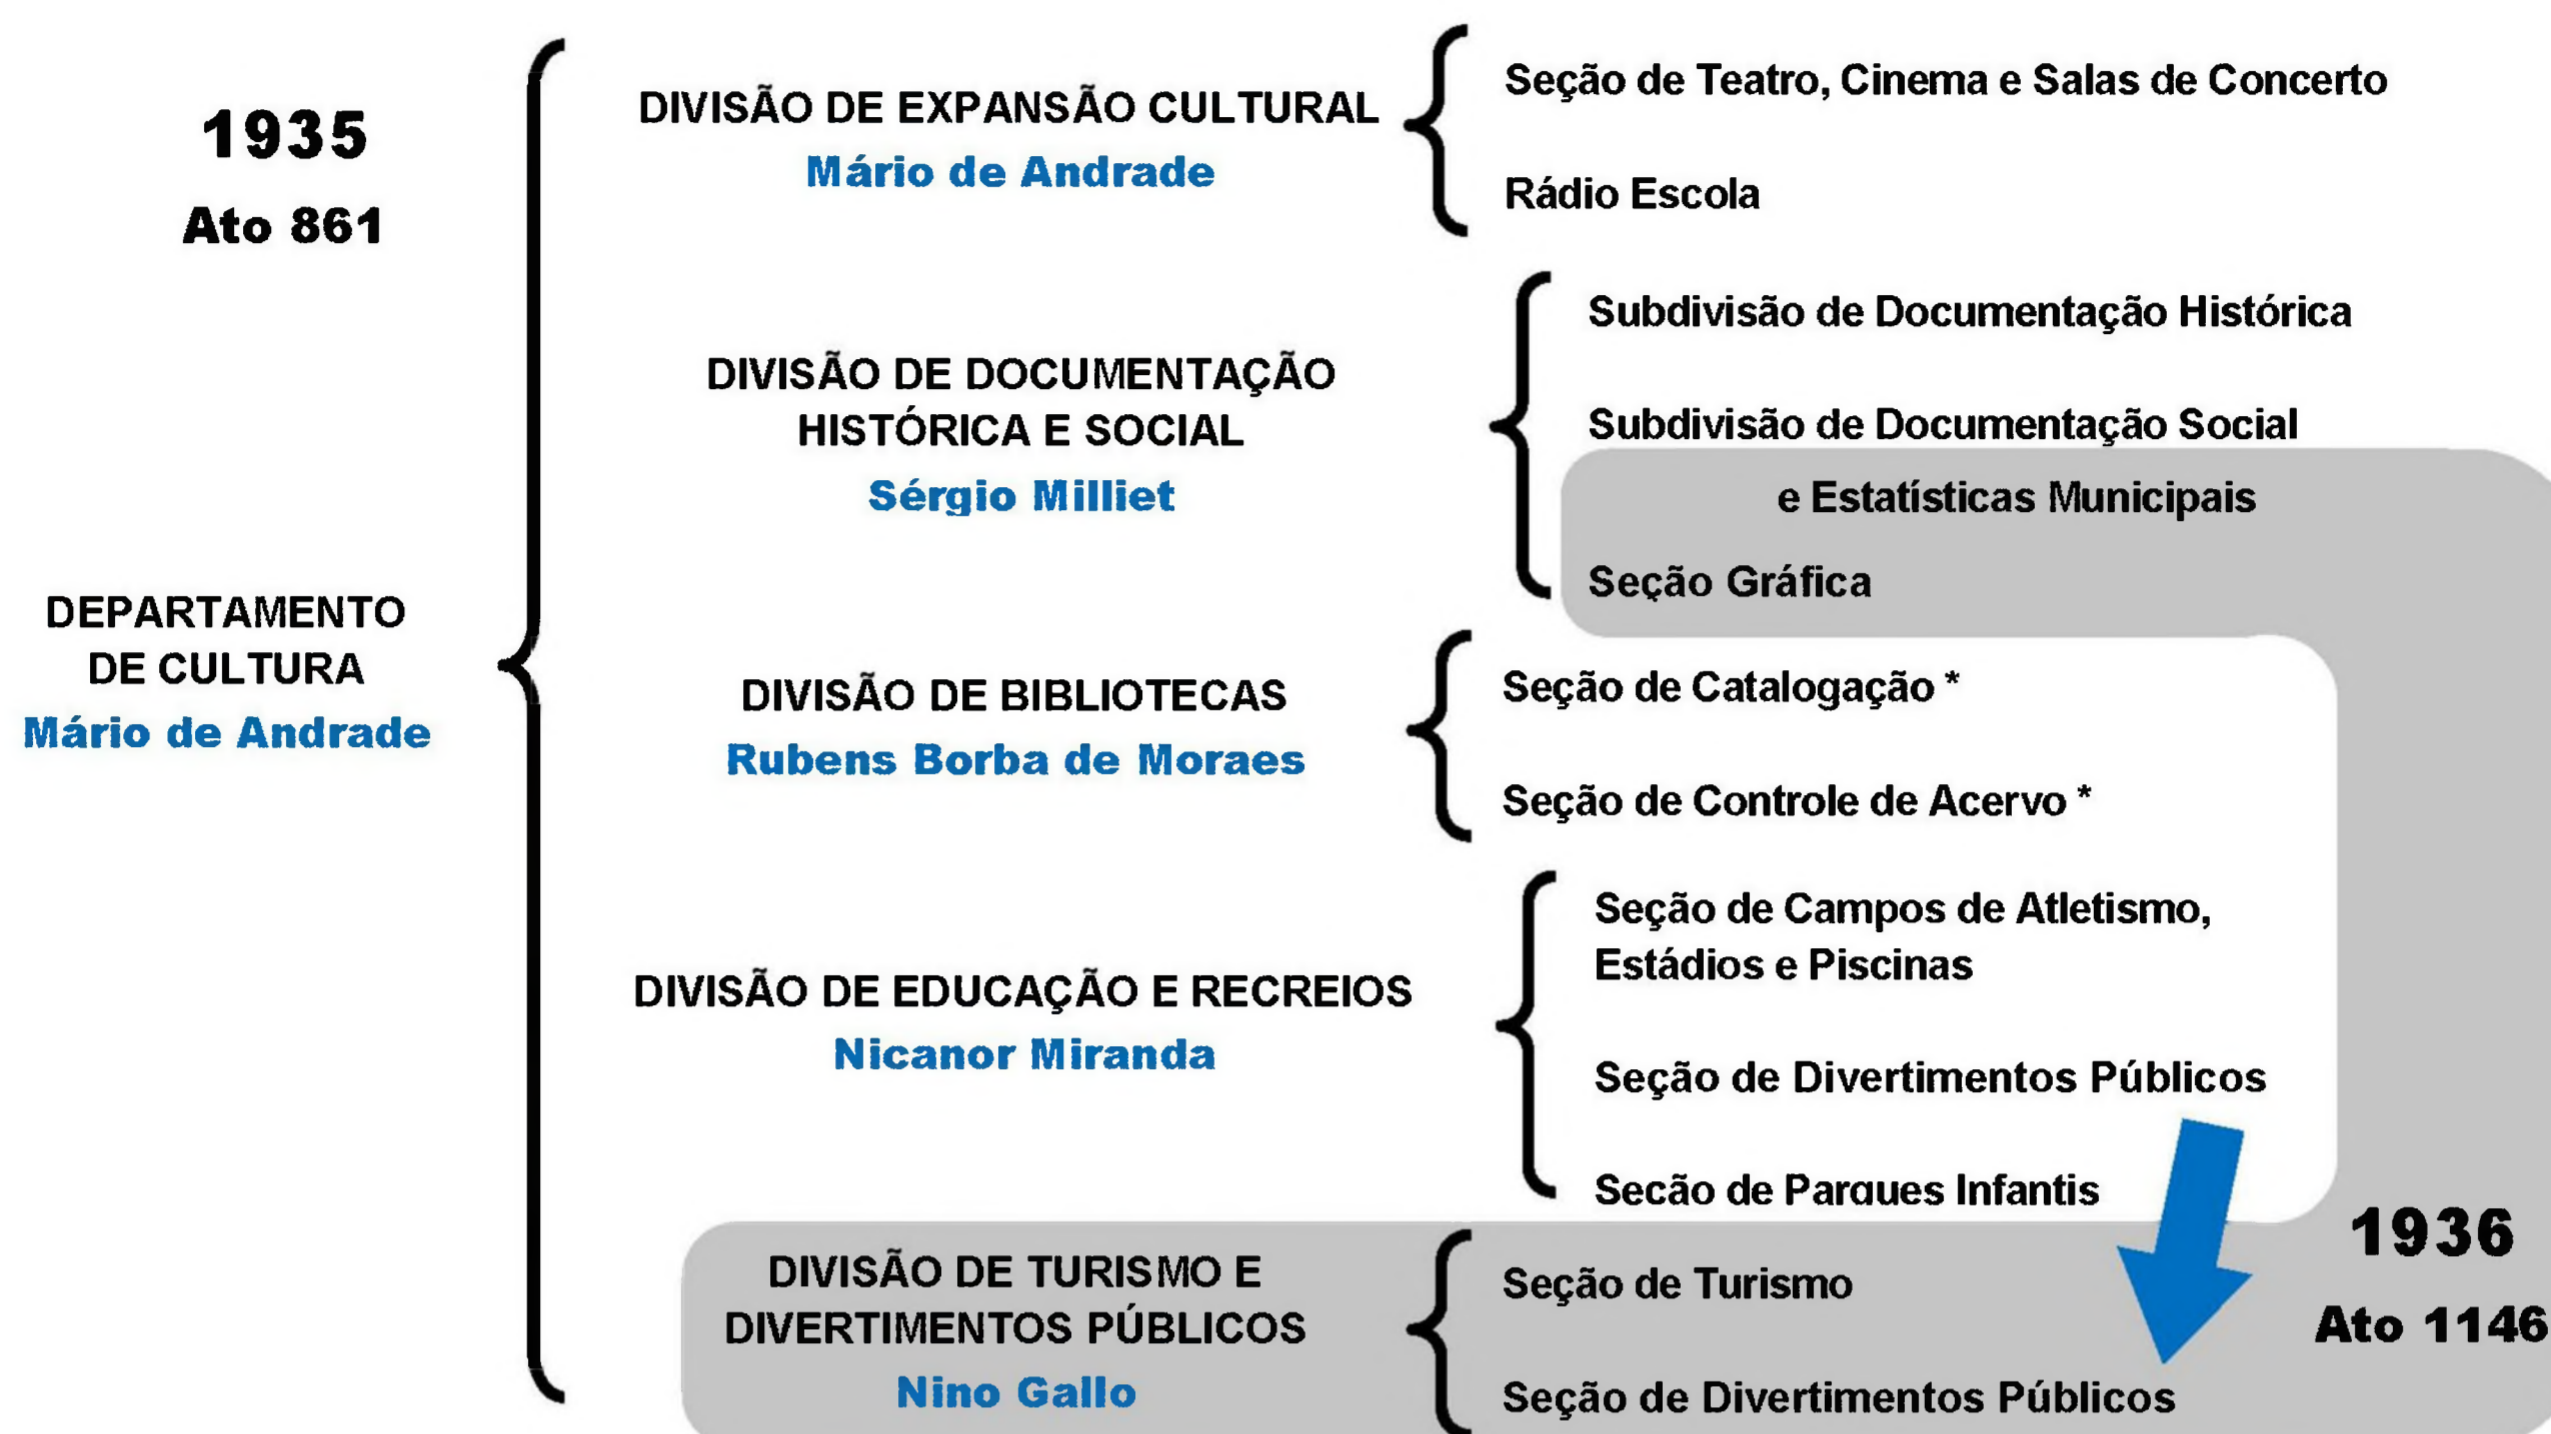 1935
Ato 861
DEPARTAMENTO
DE CULTURA
Mário de Andrade
DIVISÃO DE EXPANSÃO CULTURAL
Mário de Andrade
Seção de Teatro, Cinema e Salas de Concerto
Rádio Escola
DIVISÃO DE DOCUMENTAÇÃO
HISTÓRICA E SOCIAL
Sérgio Milliet
Subdivisão de Documentação Histórica
Subdivisão de Documentação Social
e Estatísticas Municipais
Seção Gráfica
DIVISÃO DE BIBLIOTECAS
Rubens Borba de Moraes
Seção de Catalogação *
Seção de Controle de Acervo *
DIVISÃO DE EDUCAÇÃO E RECREIOS
Nicanor Miranda
Seção de Campos de Atletismo,
Estádios e Piscinas
Seção de Divertimentos Públicos
Seção de Parques Infantis
DIVISÃO DE TURISMO E
DIVERTIMENTOS PÚBLICOS
Nino Gallo
Seção de Turismo
Seção de Divertimentos Públicos
1936
Ato 1146